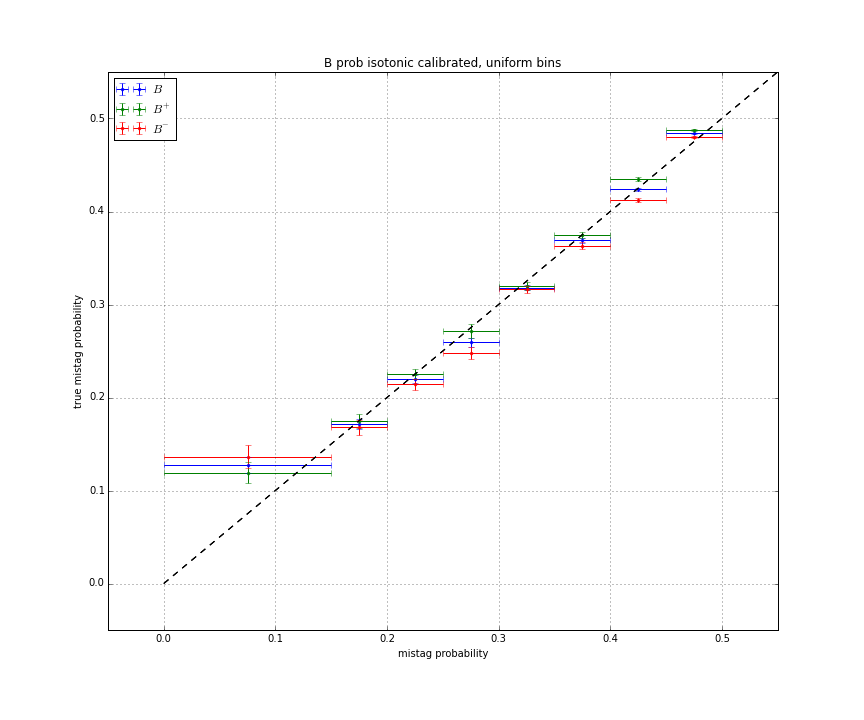 B prob isotonic calibrated, uniform bins
B
B⁺
B⁻
true mistag probability
0.5
0.4
0.3
0.2
0.1
0.0
0.0 0.1 0.2 0.3 0.4 0.5
mistag probability